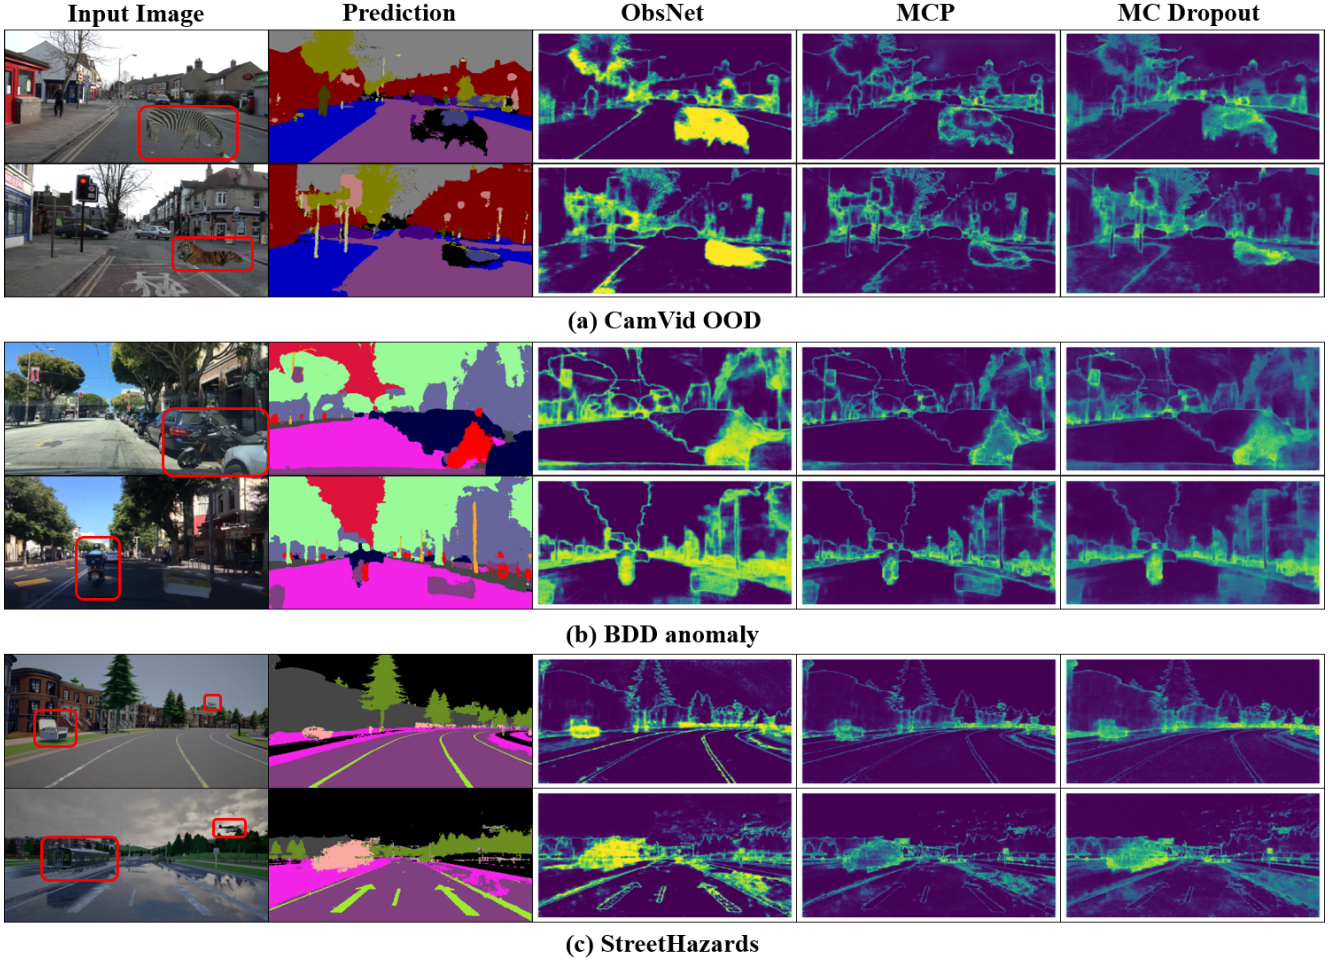 Input Image Prediction ObsNet MCP MC Dropout
(a) CamVid OOD
(b) BDD anomaly
(c) StreetHazards